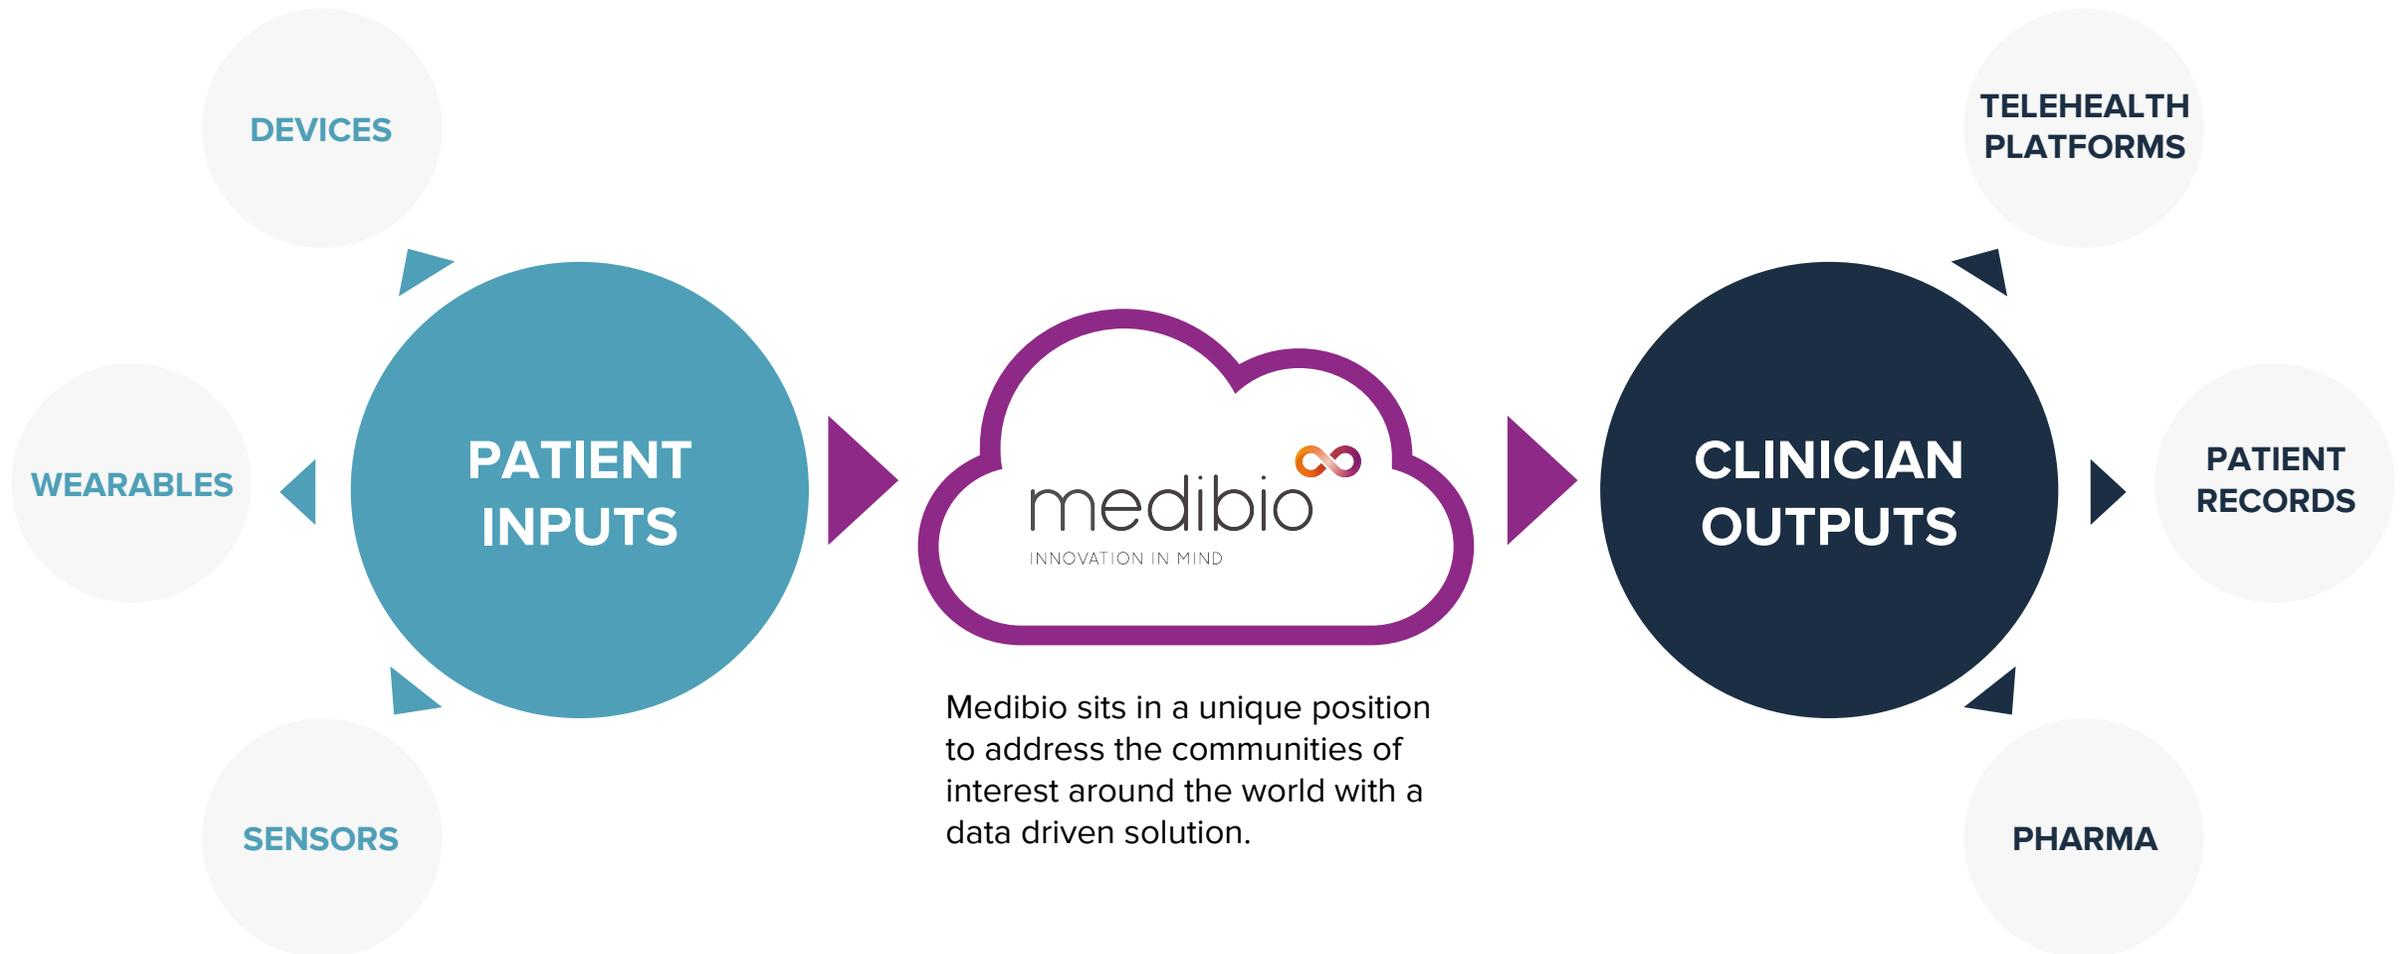 DEVICES
WEARABLES
SENSORS
PATIENT
INPUTS
medibio
INNOVATION IN MIND
Medibio sits in a unique position
to address the communities of
interest around the world with a
data driven solution.
CLINICIAN
OUTPUTS
TELEHEALTH
PLATFORMS
PATIENT
RECORDS
PHARMA